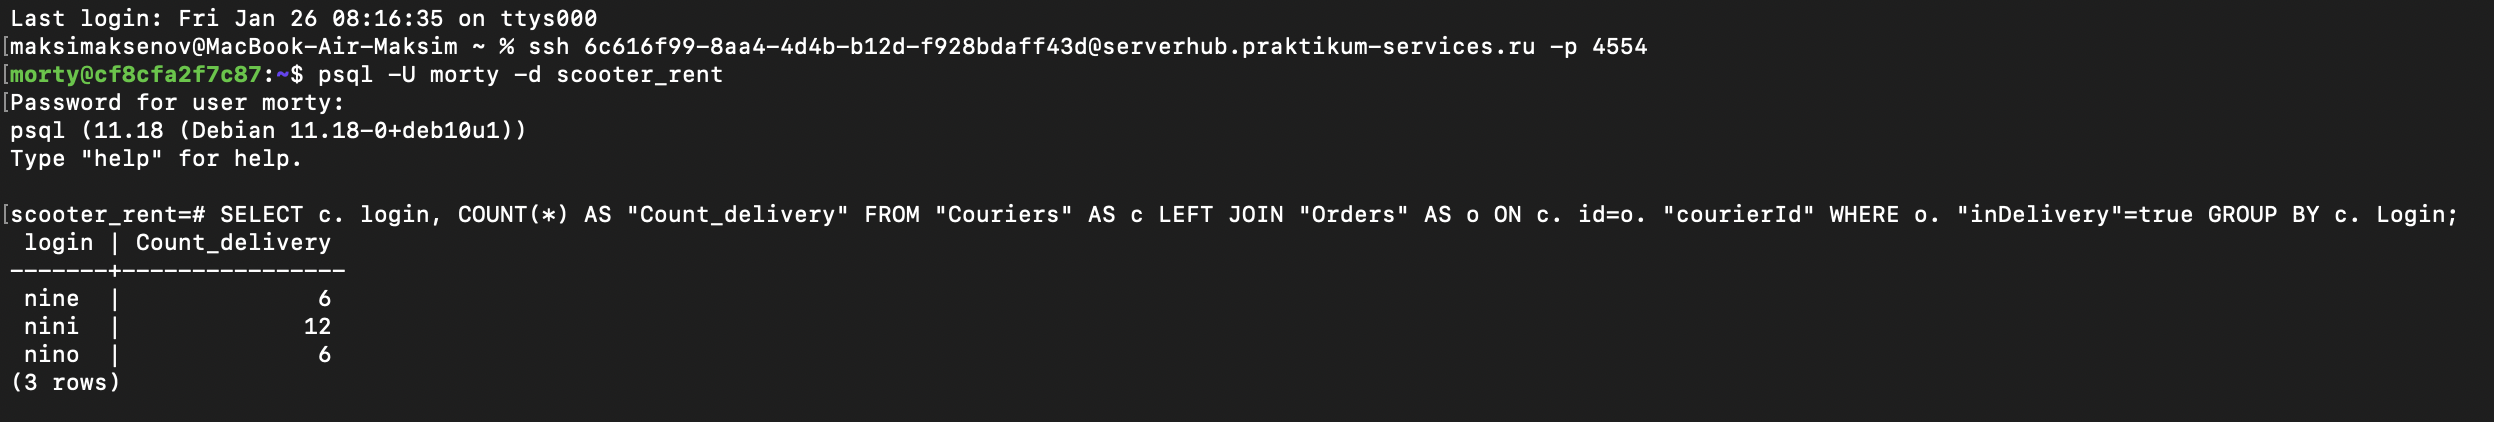 Last login: Fri Jan 26 08:16:35 on ttys000
[maksimaksenov@MacBook-Air-Maksim ~ % ssh 6c616f99-8aa4-4d4b-b12d-f928bdaff43d@serverhub.praktikum-services.ru -p 4554
[morty@cf8cfa2f7c87:~$ psql -U morty -d scooter_rent
[Password for user morty:
psql (11.18 (Debian 11.18-0+deb10u1))
Type "help" for help.
[scooter_rent=# SELECT c. login, COUNT(*) AS "Count_delivery" FROM "Couriers" AS c LEFT JOIN "Orders" AS o ON c. id=o. "courierId" WHERE o. "inDelivery"=true GROUP BY c. Login;
 login | Count_delivery
-------+----------------
 nine  |              6
 nini  |             12
 nino  |              6
(3 rows)